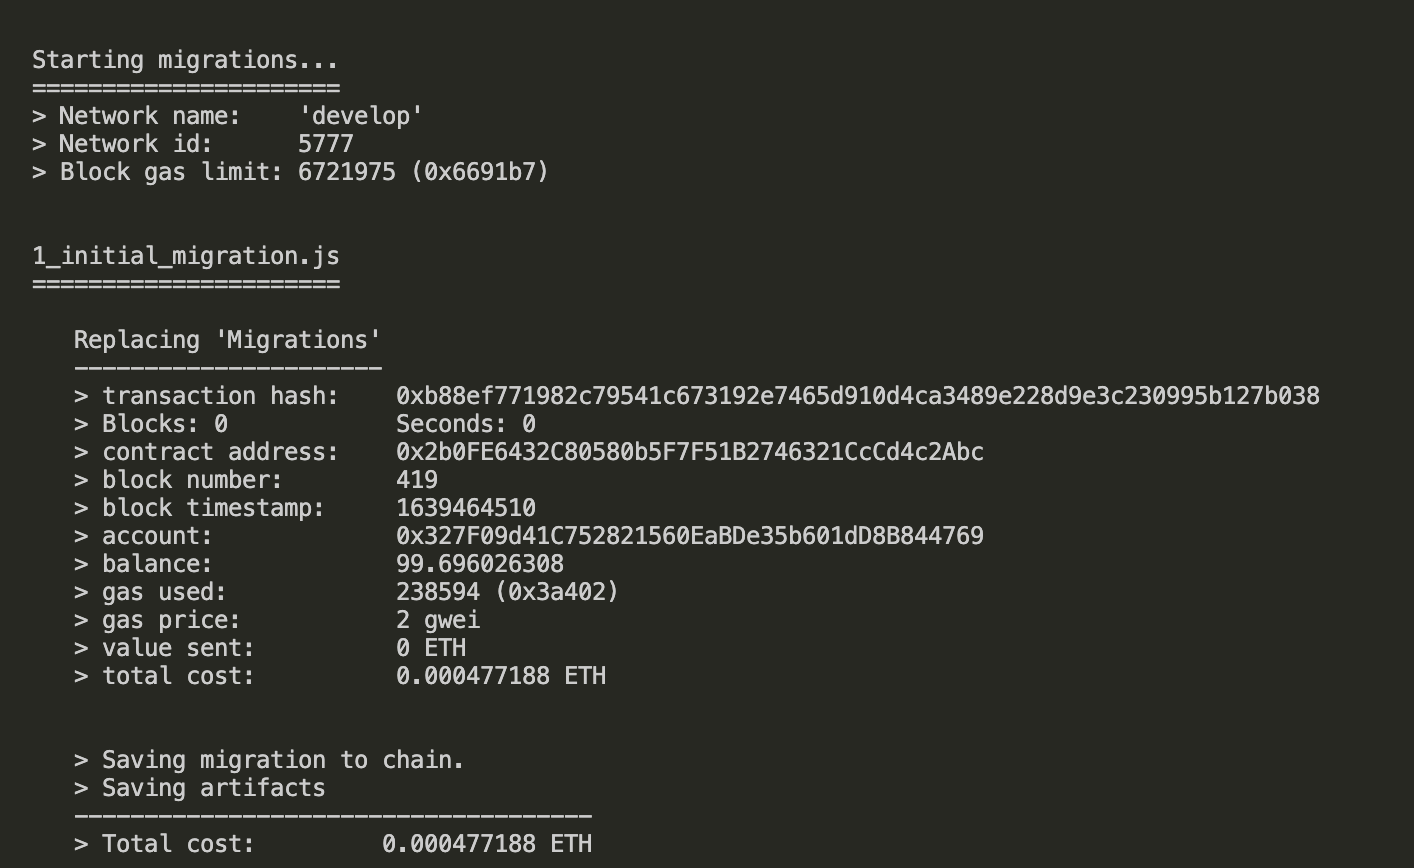 Starting migrations...
======================
> Network name:    'develop'
> Network id:      5777
> Block gas limit: 6721975 (0x6691b7)
1_initial_migration.js
======================
Replacing 'Migrations'
----------------------
> transaction hash:    0xb88ef771982c79541c673192e7465d910d4ca3489e228d9e3c230995b127b038
> Blocks: 0            Seconds: 0
> contract address:    0x2b0FE6432C80580b5F7F51B2746321CcCd4c2Abc
> block number:        419
> block timestamp:     1639464510
> account:             0x327F09d41C752821560EaBDe35b601dD8B844769
> balance:             99.696026308
> gas used:            238594 (0x3a402)
> gas price:           2 gwei
> value sent:          0 ETH
> total cost:          0.000477188 ETH
> Saving migration to chain.
> Saving artifacts
-------------------------------------
> Total cost:         0.000477188 ETH